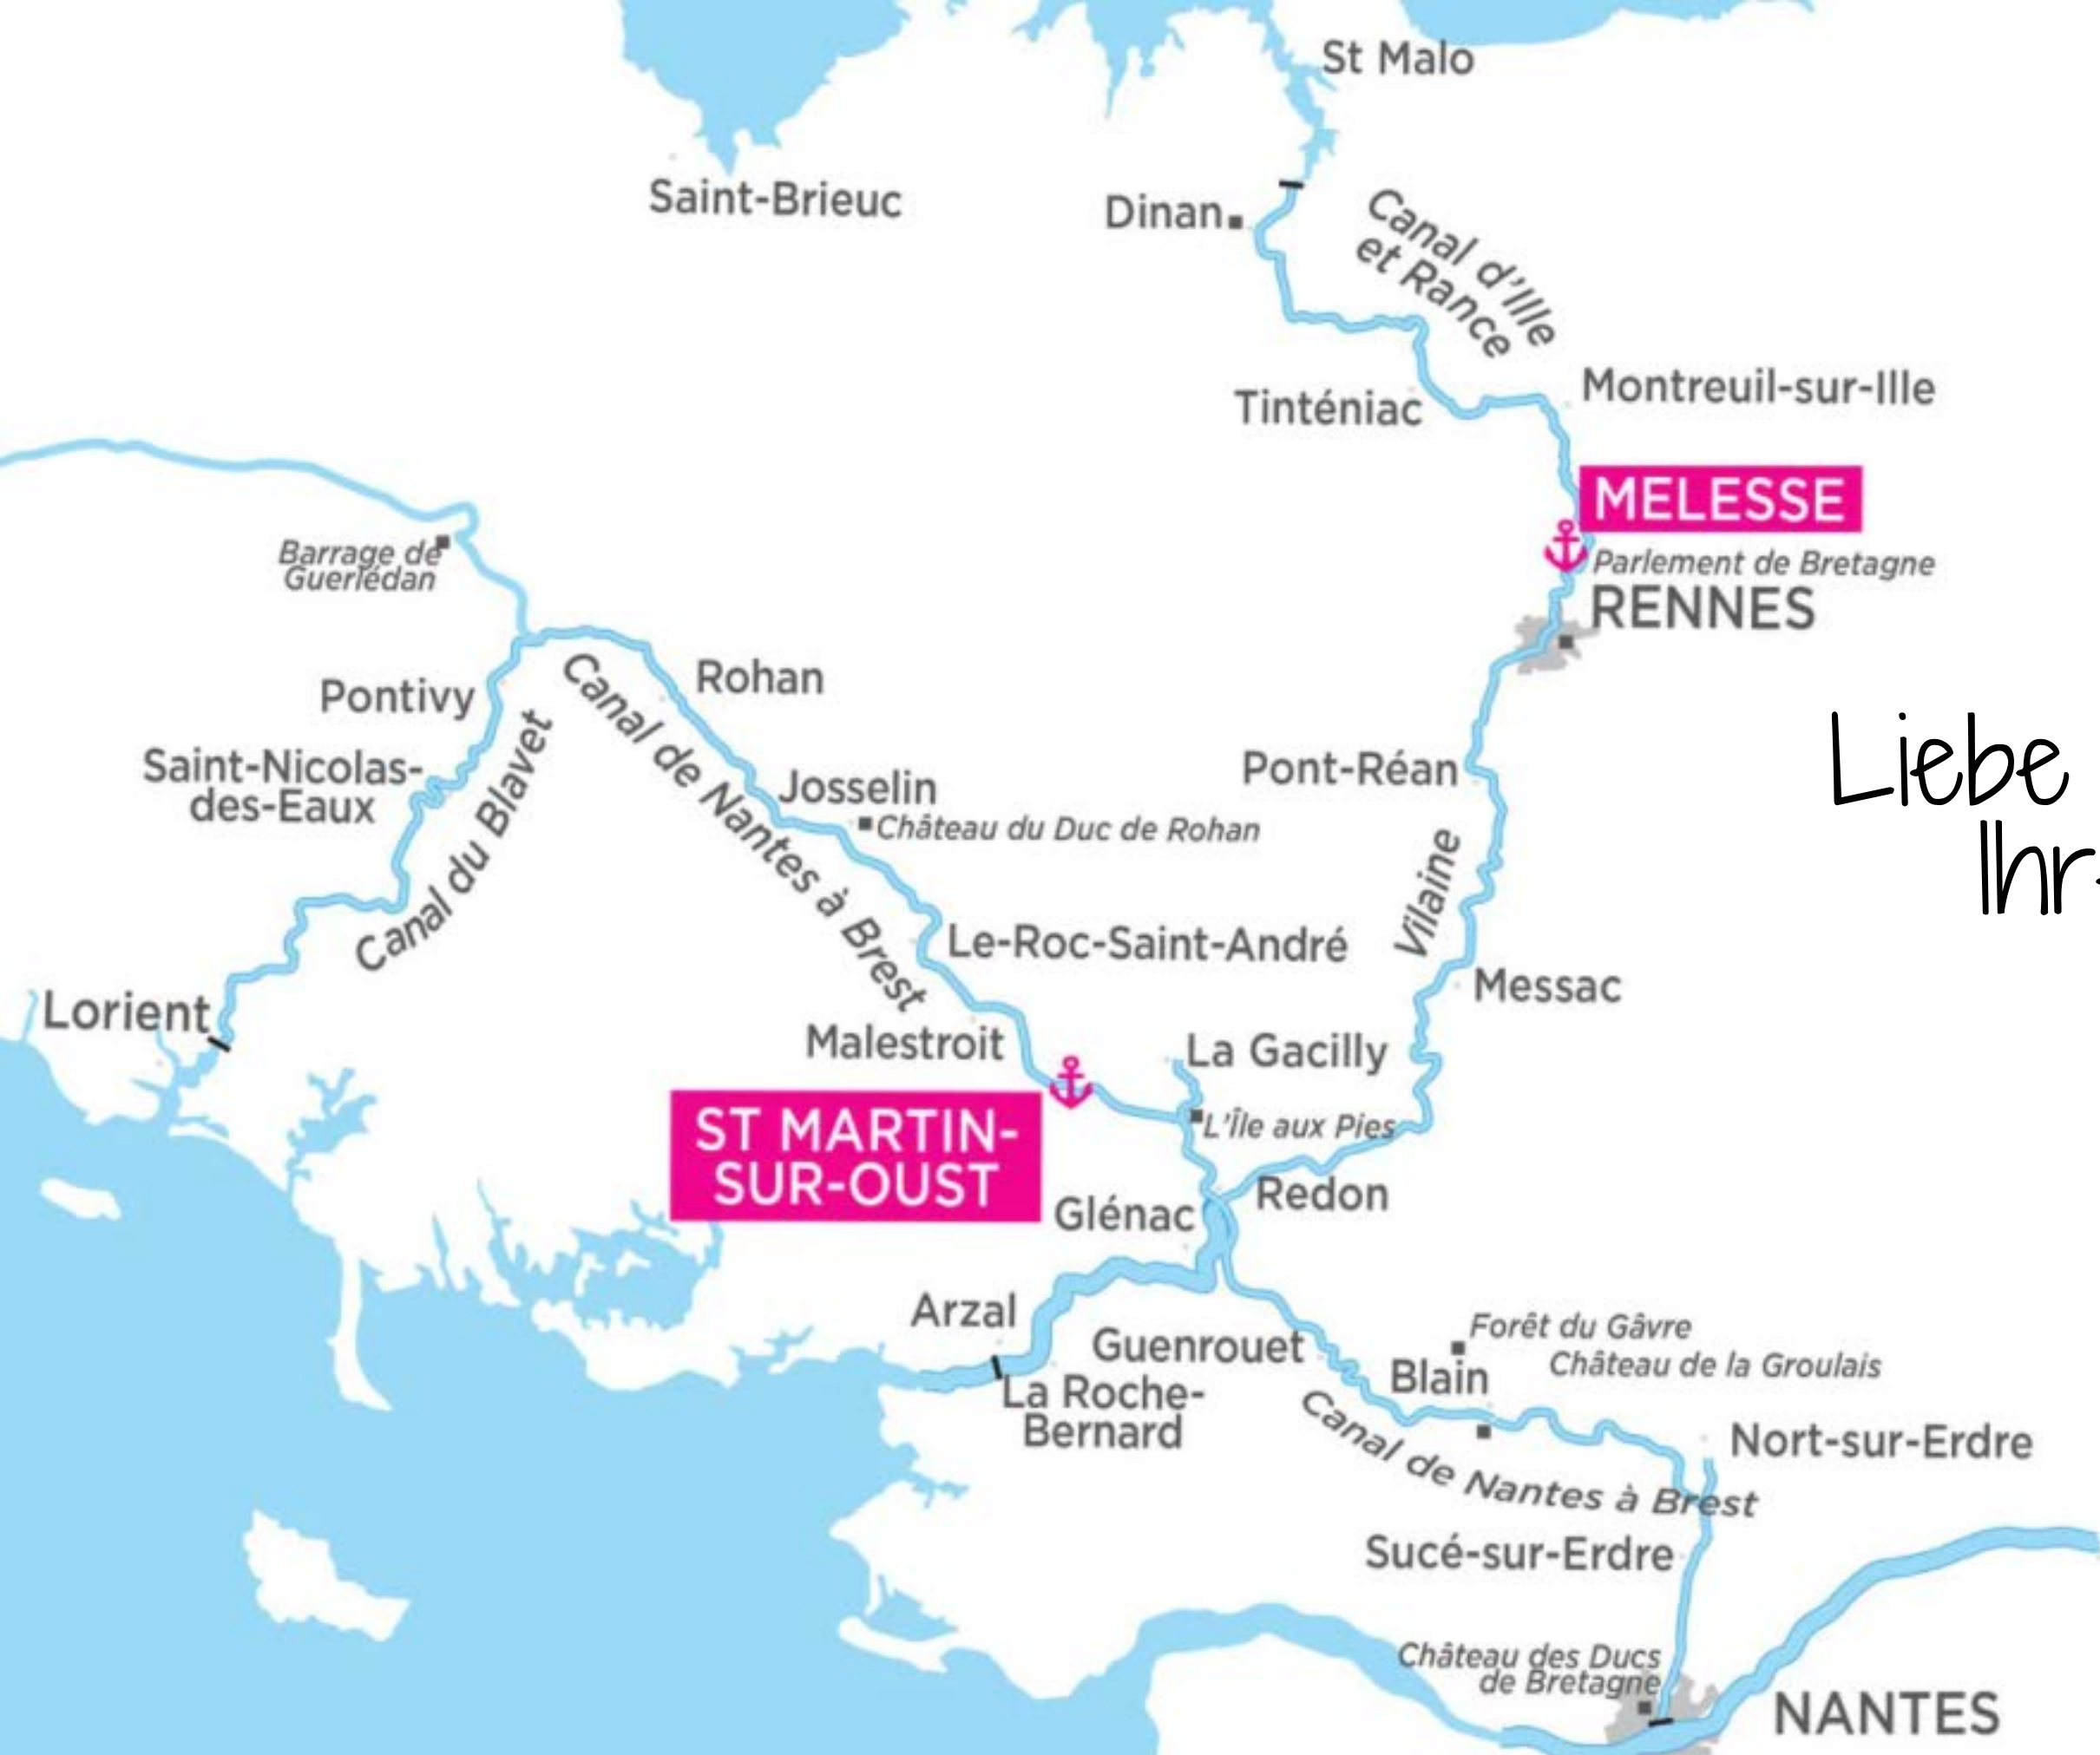 St Malo
Saint-Brieuc
Dinan
Canal d'Ille
et Rance
Montreuil-sur-Ille
Tinténiac
MELESSE
Barrage de
Guerlédan
Parlement de Bretagne
RENNES
Rohan
Pontivy
Canal de Nantes à Brest
Canal du Blavet
Saint-Nicolas-
des-Eaux
Josselin
Château du Duc de Rohan
Pont-Réan
Liebe
Ihr
Vilaine
Le-Roc-Saint-André
Messac
Lorient
Malestroit
La Gacilly
ST MARTIN-
SUR-OUST
L'Île aux Pies
Redon
Glénac
Arzal
Guenrouet
Forêt du Gâvre
Château de la Groulais
Blain
La Roche-
Bernard
Canal de Nantes à Brest
Nort-sur-Erdre
Sucé-sur-Erdre
Château des Ducs
de Bretagne
NANTES